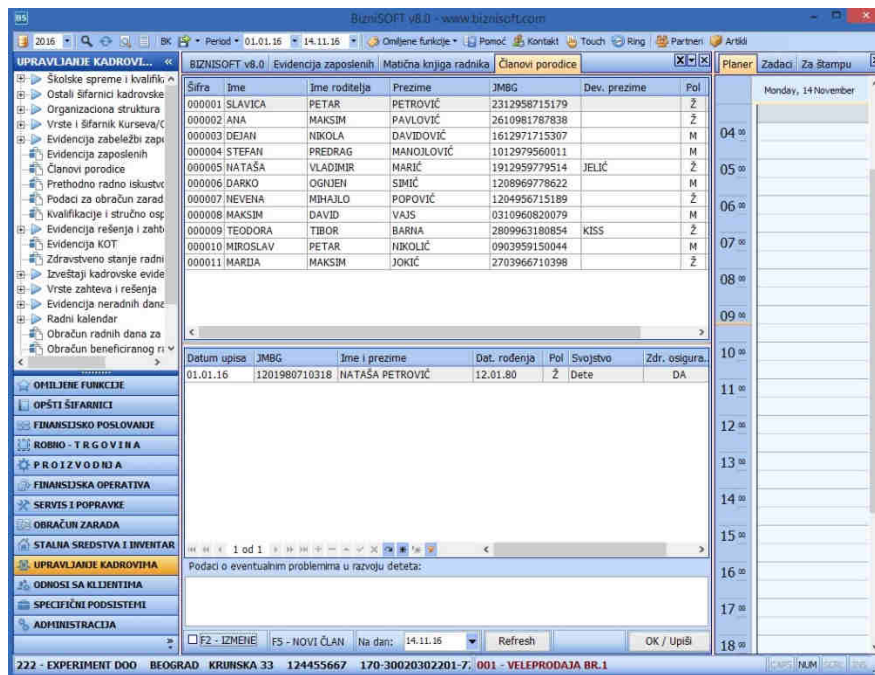 BizniSOFT v8.0 - www.biznisoft.com
2016 BK Period 01.01.16 14.11.16 Omiljene funkcije Pomoć Kontakt Touch Ring Partneri Artikli
UPRAVLJANJE KADROVI... «
Školske spreme i kvalifik
Ostali šifarnici kadrovske
Organizaciona struktura
Vrste i šifarnik Kurseva/C
Evidencija zabeležbi zapo
Evidencija zaposlenih
Članovi porodice
Prethodno radno iskustvo
Podaci za obračun zarad
Kvalifikacije i stručno osp
Evidencija rešenja i zahte
Evidencija KOT
Zdravstveno stanje radni
Izveštaji kadrovske evide
Vrste zahteva i rešenja
Evidencija neradnih dana
Radni kalendar
Obračun radnih dana za
Obračun beneficiranog r
OMILJENE FUNKCIJE
OPŠTI ŠIFARNICI
FINANSIJSKO POSLOVANJE
ROBNO - T R G O V I N A
P R O I Z V O D NJ A
FINANSIJSKA OPERATIVA
SERVIS I POPRAVKE
OBRAČUN ZARADA
STALNA SREDSTVA I INVENTAR
UPRAVLJANJE KADROVIMA
ODNOSI SA KLIJENTIMA
SPECIFIČNI PODSISTEMI
ADMINISTRACIJA
BIZNISOFT v8.0 Evidencija zaposlenih Matična knjiga radnika Članovi porodice
Šifra Ime Ime roditelja Prezime JMBG Dev. prezime Pol
000001 SLAVICA PETAR PETROVIĆ 2312958715179 Ž
000002 ANA MAKSIM PAVLOVIĆ 2610981787838 Ž
000003 DEJAN NIKOLA DAVIDOVIĆ 1612971715307 M
000004 STEFAN PREDRAG MANOJLOVIĆ 1012979560011 M
000005 NATAŠA VLADIMIR MARIĆ 1912959779514 JELIĆ Ž
000006 DARKO OGNJEN SIMIĆ 1208969778622 M
000007 NEVENA MIHAJLO POPOVIĆ 1204956715189 Ž
000008 MAKSIM DAVID VAJS 0310960820079 M
000009 TEODORA TIBOR BARNA 2809963180854 KISS Ž
000010 MIROSLAV PETAR NIKOLIĆ 0903959150044 M
000011 MARIJA MAKSIM JOKIĆ 2703966710398 Ž
Datum upisa JMBG Ime i prezime Dat. rođenja Pol Svojstvo Zdr. osigura..
01.01.16 1201980710318 NATAŠA PETROVIĆ 12.01.80 Ž Dete DA
1 od 1
Podaci o eventualnim problemima u razvoju deteta:
F2 - IZMENE F5 - NOVI ČLAN Na dan: 14.11.16 Refresh OK / Upiši
Planer Zadaci Za štampu
Monday, 14 November
04 00
05 00
06 00
07 00
08 00
09 00
10 00
11 00
12 00
13 00
14 00
15 00
16 00
17 00
18 00
222 - EXPERIMENT DOO BEOGRAD KRUNSKA 33 124455667 170-30020302201-7 001 - VELEPRODAJA BR.1 CAPS NUM SCRL INS